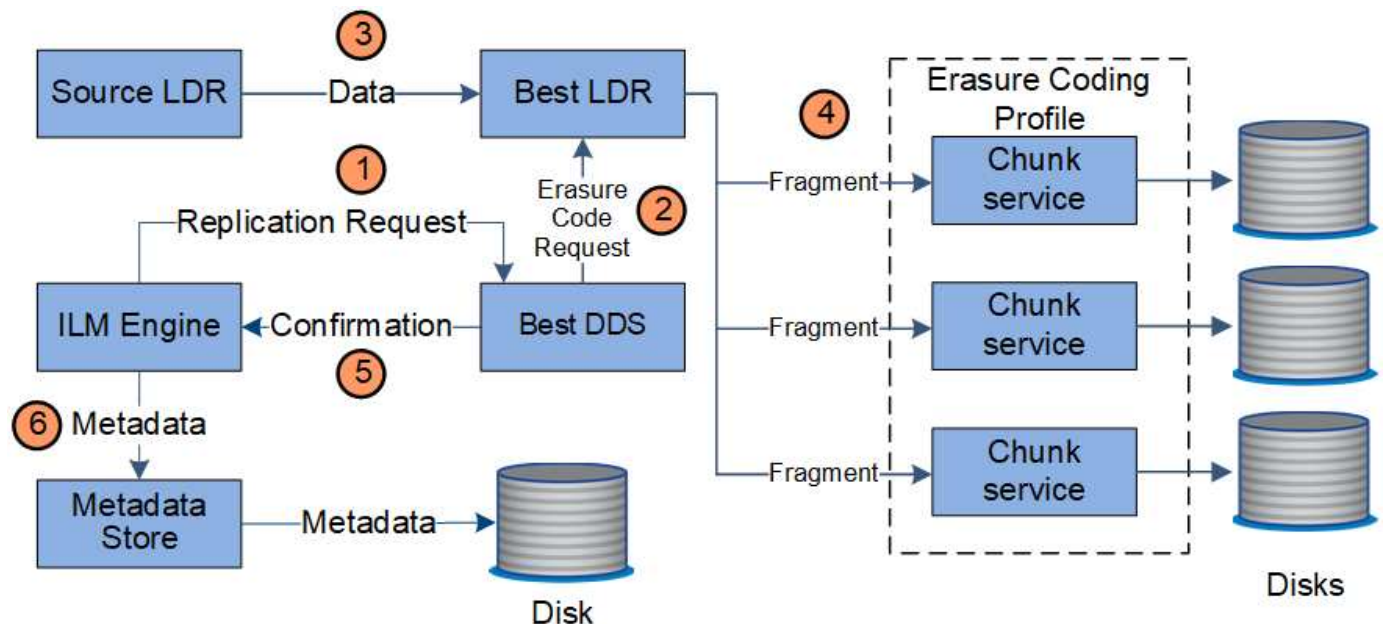 3
Source LDR
Data
Best LDR
4
Erasure Coding
Profile
Chunk
service
Fragment
1
Replication Request
Erasure
Code
Request
2
ILM Engine
Confirmation
Best DDS
5
Fragment
Chunk
service
6
Metadata
Metadata
Store
Metadata
Disk
Fragment
Chunk
service
Disks